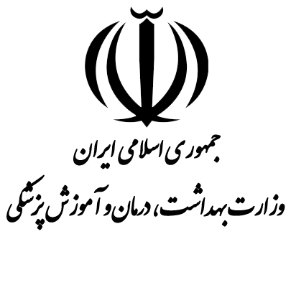 جمهوری اسلامی ایران
وزارت بهداشت، درمان و آموزش پزشکی